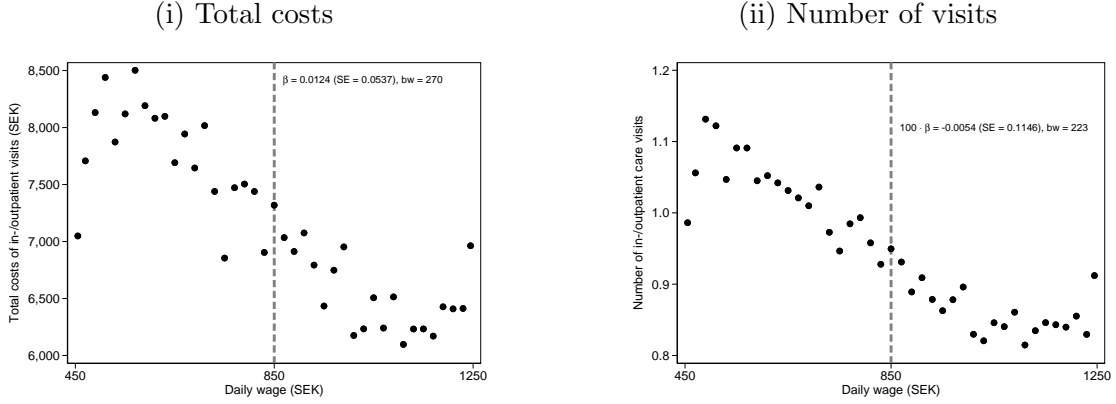 (i) Total costs
8,500
8,000
7,500
7,000
6,500
6,000
Total costs of in-/outpatient visits (SEK)
β = 0.0124 (SE = 0.0537), bw = 270
450
850
1250
Daily wage (SEK)
(ii) Number of visits
1.2
1.1
1.0
0.9
0.8
Number of in-/outpatient care visits
100 · β = -0.0054 (SE = 0.1146), bw = 223
450
850
1250
Daily wage (SEK)